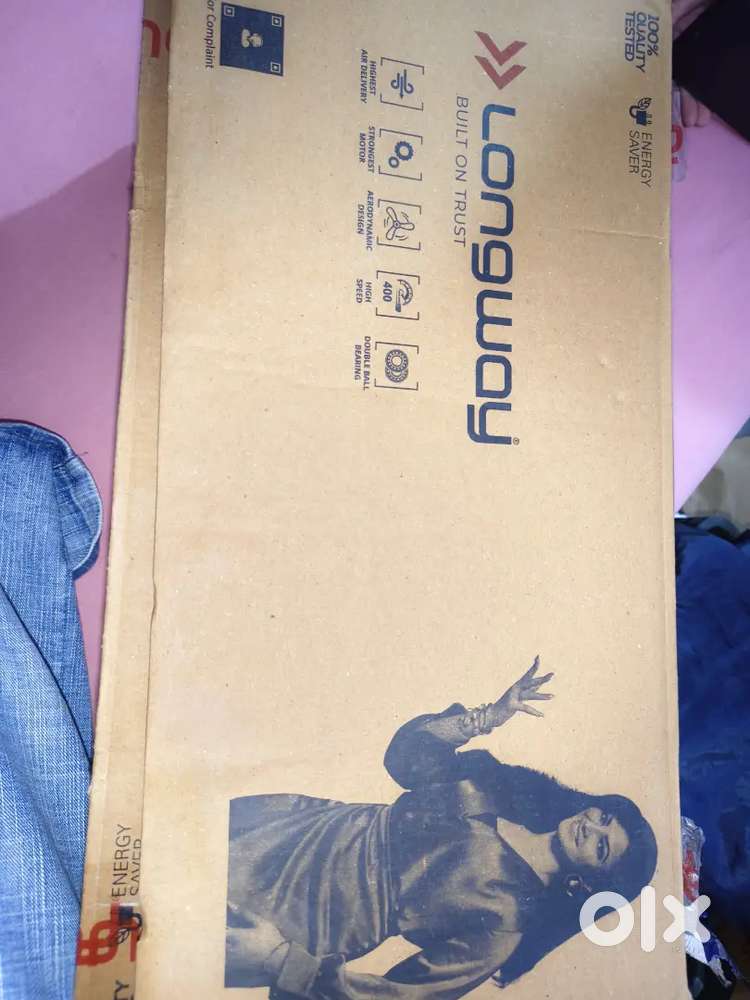 100%
QUALITY
TESTED
ENERGY
SAVER
LONGWAY®
BUILT ON TRUST
HIGHEST
AIR DELIVERY
STRONGEST
MOTOR
AERODYNAMIC
DESIGN
400
HIGH
SPEED
DOUBLE BALL
BEARING
or Complaint
ENERGY
SAVER
TY
olx